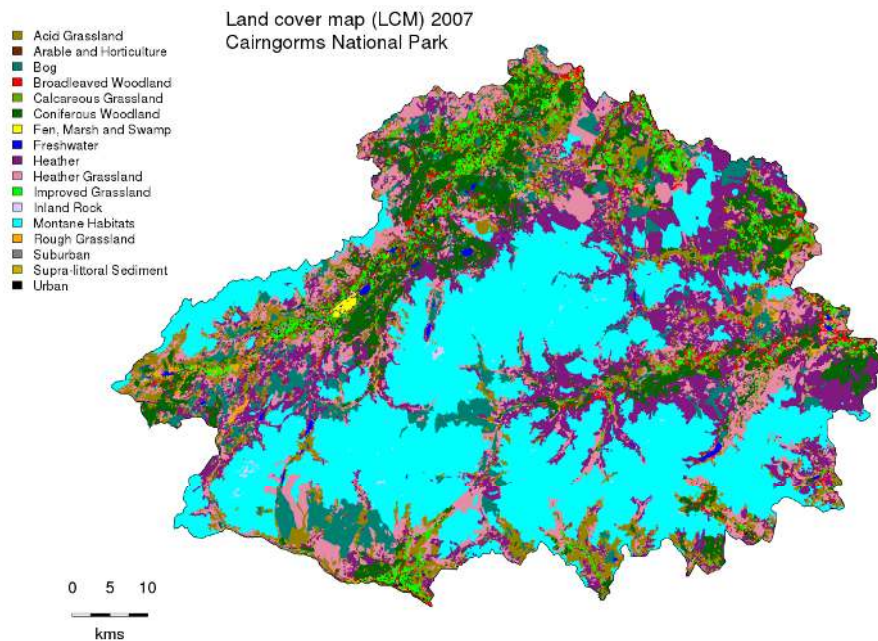 Land cover map (LCM) 2007
Cairngorms National Park
Acid Grassland
Arable and Horticulture
Bog
Broadleaved Woodland
Calcareous Grassland
Coniferous Woodland
Fen, Marsh and Swamp
Freshwater
Heather
Heather Grassland
Improved Grassland
Inland Rock
Montane Habitats
Rough Grassland
Suburban
Supra-littoral Sediment
Urban
0 5 10
kms